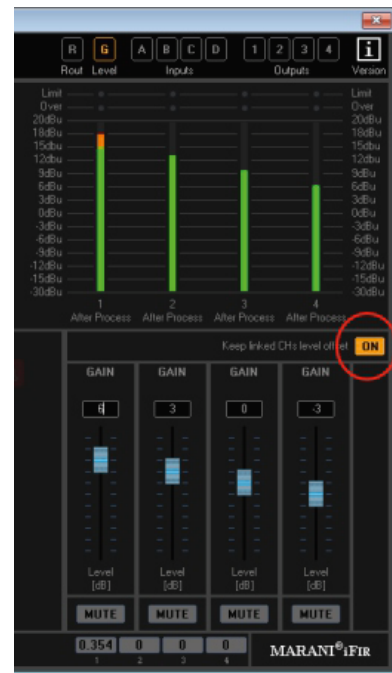 R G A B C D 1 2 3 4 i
Rout Level Inputs Outputs Version
Limit Limit
Over Over
20dBu 20dBu
18dBu 18dBu
15dbu 15dbu
12dbu 12dbu
9dBu 9dBu
6dBu 6dBu
3dBu 3dBu
0dBu 0dBu
-3dBu -3dBu
-6dBu -6dBu
-9dBu -9dBu
-12dBu -12dBu
-15dBu -15dBu
-30dBu -30dBu
1 2 3 4
After Process After Process After Process After Process
Keep linked CHs level offset ON
GAIN GAIN GAIN GAIN
6 3 0 -3
Level Level Level Level
[dB] [dB] [dB] [dB]
MUTE MUTE MUTE MUTE
0.354 0 0 0
1 2 3 4
MARANI® iFIR